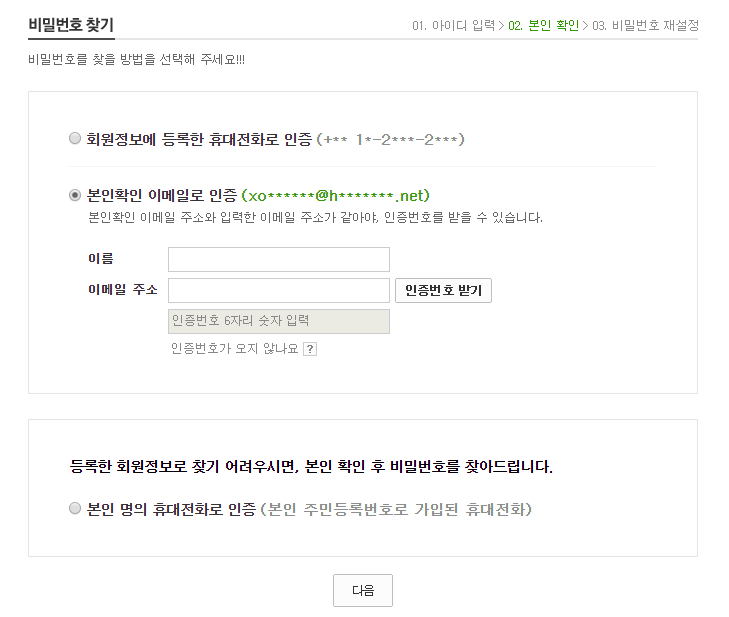 비밀번호 찾기
01. 아이디 입력 > 02. 본인 확인 > 03. 비밀번호 재설정
비밀번호를 찾을 방법을 선택해 주세요!!!
회원정보에 등록한 휴대전화로 인증 (+** 1*-2***-2***)
본인확인 이메일로 인증 (xo******@h*******.net)
본인확인 이메일 주소와 입력한 이메일 주소가 같아야, 인증번호를 받을 수 있습니다.
이름
이메일 주소 인증번호 받기
인증번호 6자리 숫자 입력
인증번호가 오지 않나요 ?
등록한 회원정보로 찾기 어려우시면, 본인 확인 후 비밀번호를 찾아드립니다.
본인 명의 휴대전화로 인증 (본인 주민등록번호로 가입된 휴대전화)
다음